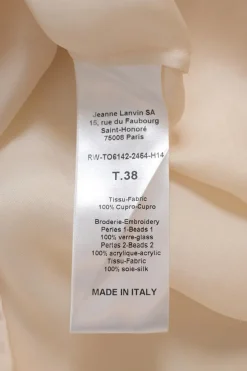 Jeanne Lanvin SA
15, rue du Faubourg
Saint-Honoré
75008 Paris
RW-TO6142-2464-H14
T.38
Tissu-Fabric
100% Cupro-Cupro
Broderie-Embroidery
Perles 1-Beads 1
100% verre-glass
Perles 2-Beads 2
100% acrylique-acrylic
Tissu-Fabric
100% soie-silk
MADE IN ITALY